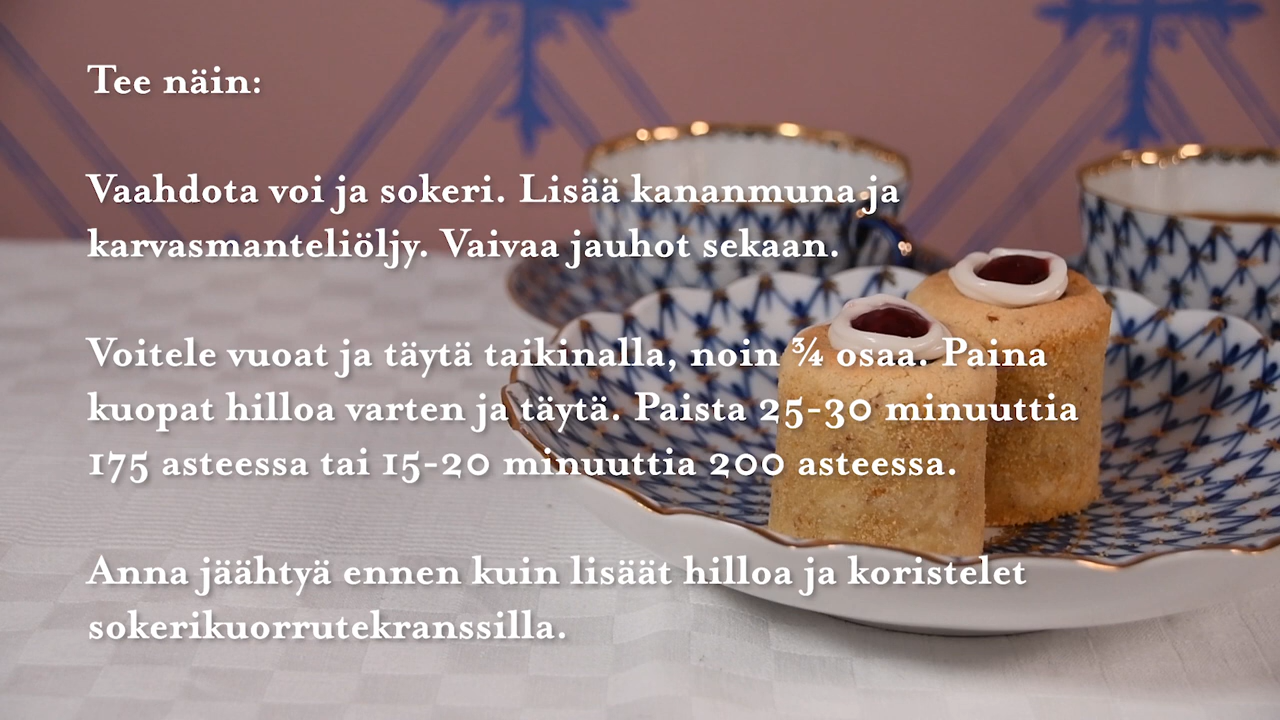 Tee näin:
Vaahdota voi ja sokeri. Lisää kananmuna ja
karvasmanteliöljy. Vaivaa jauhot sekaan.
Voitele vuoat ja täytä taikinalla, noin ¾ osaa. Paina
kuopat hilloa varten ja täytä. Paista 25-30 minuuttia
175 asteessa tai 15-20 minuuttia 200 asteessa.
Anna jäähtyä ennen kuin lisäät hilloa ja koristelet
sokerikuorrutekranssilla.